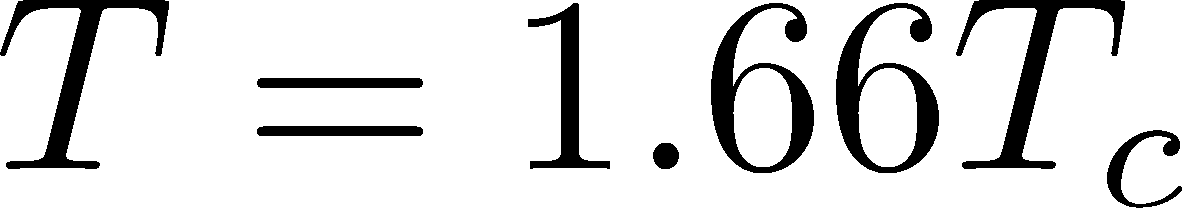 T = 1.66T_c